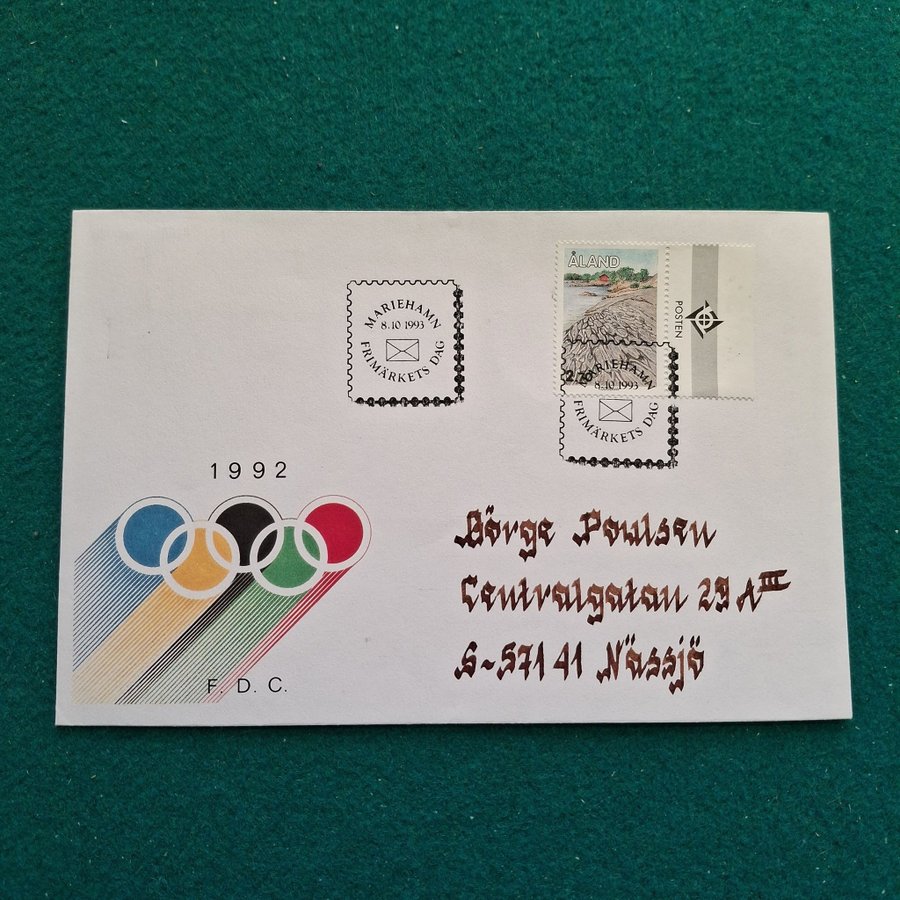 ÅLAND
POSTEN
MARIEHAMN
8.10 1993
FRIMÄRKETS DAG
MARIEHAMN
8.10 1993
FRIMÄRKETS DAG
1992
Börge Poulsen
Centralgatan 29 A III
S-571 41 Nässjö
F. D. C.